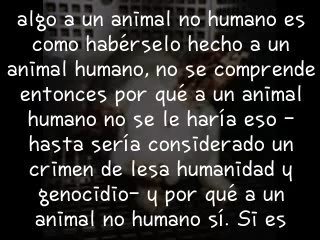 algo a un animal no humano es
como habérselo hecho a un
animal humano, no se comprende
entonces por qué a un animal
humano no se le haría eso -
hasta sería considerado un
crimen de lesa humanidad y
genocidio- y por qué a un
animal no humano sí. Si es